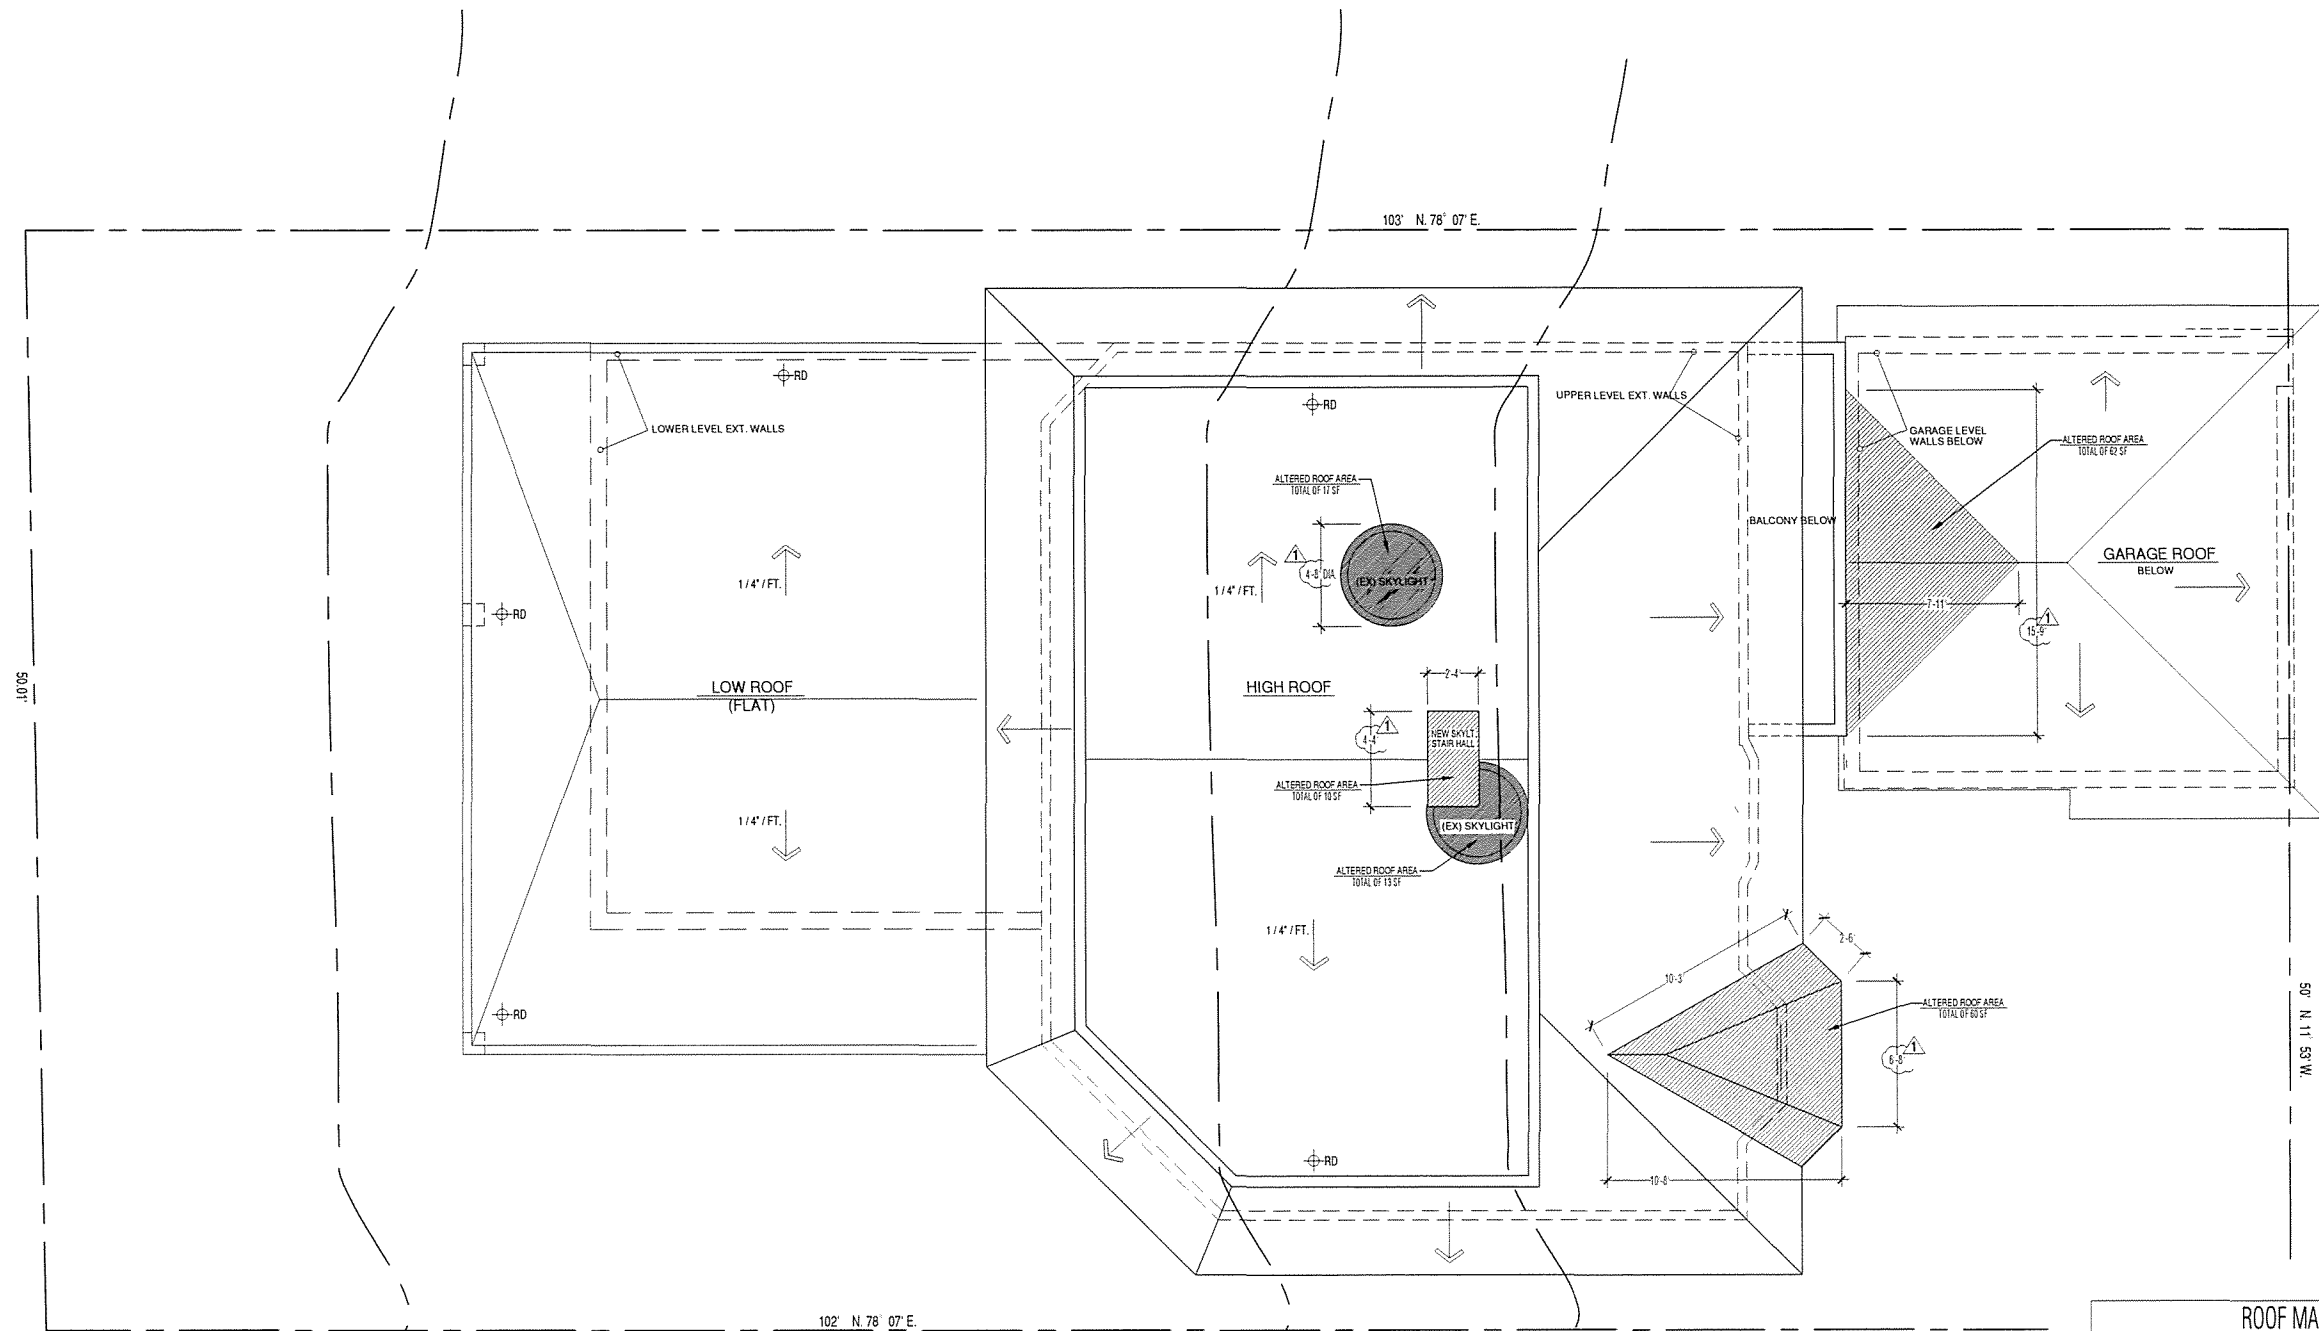 103' N. 78° 07' E.
RD
RD
UPPER LEVEL EXT. WALLS
LOWER LEVEL EXT. WALLS
GARAGE LEVEL
WALLS BELOW
ALTERED ROOF AREA
TOTAL OF 62 SF
ALTERED ROOF AREA
TOTAL OF 17 SF
BALCONY BELOW
GARAGE ROOF
BELOW
1
4'-8" DIA.
(EX) SKYLIGHT
1/4" / FT.
1/4" / FT.
RD
7'-11"
1
15'-9"
50.01'
LOW ROOF
(FLAT)
HIGH ROOF
2'-4"
1
4'-4"
NEW SKYLT.
STAIR HALL
ALTERED ROOF AREA
TOTAL OF 10 SF
1/4" / FT.
(EX) SKYLIGHT
ALTERED ROOF AREA
TOTAL OF 13 SF
1/4" / FT.
2'-6"
10'-3"
ALTERED ROOF AREA
TOTAL OF 60 SF
RD
50' N. 11° 53' W.
1
6'-8"
RD
10'-8"
102' N. 78° 07' E.
ROOF MA